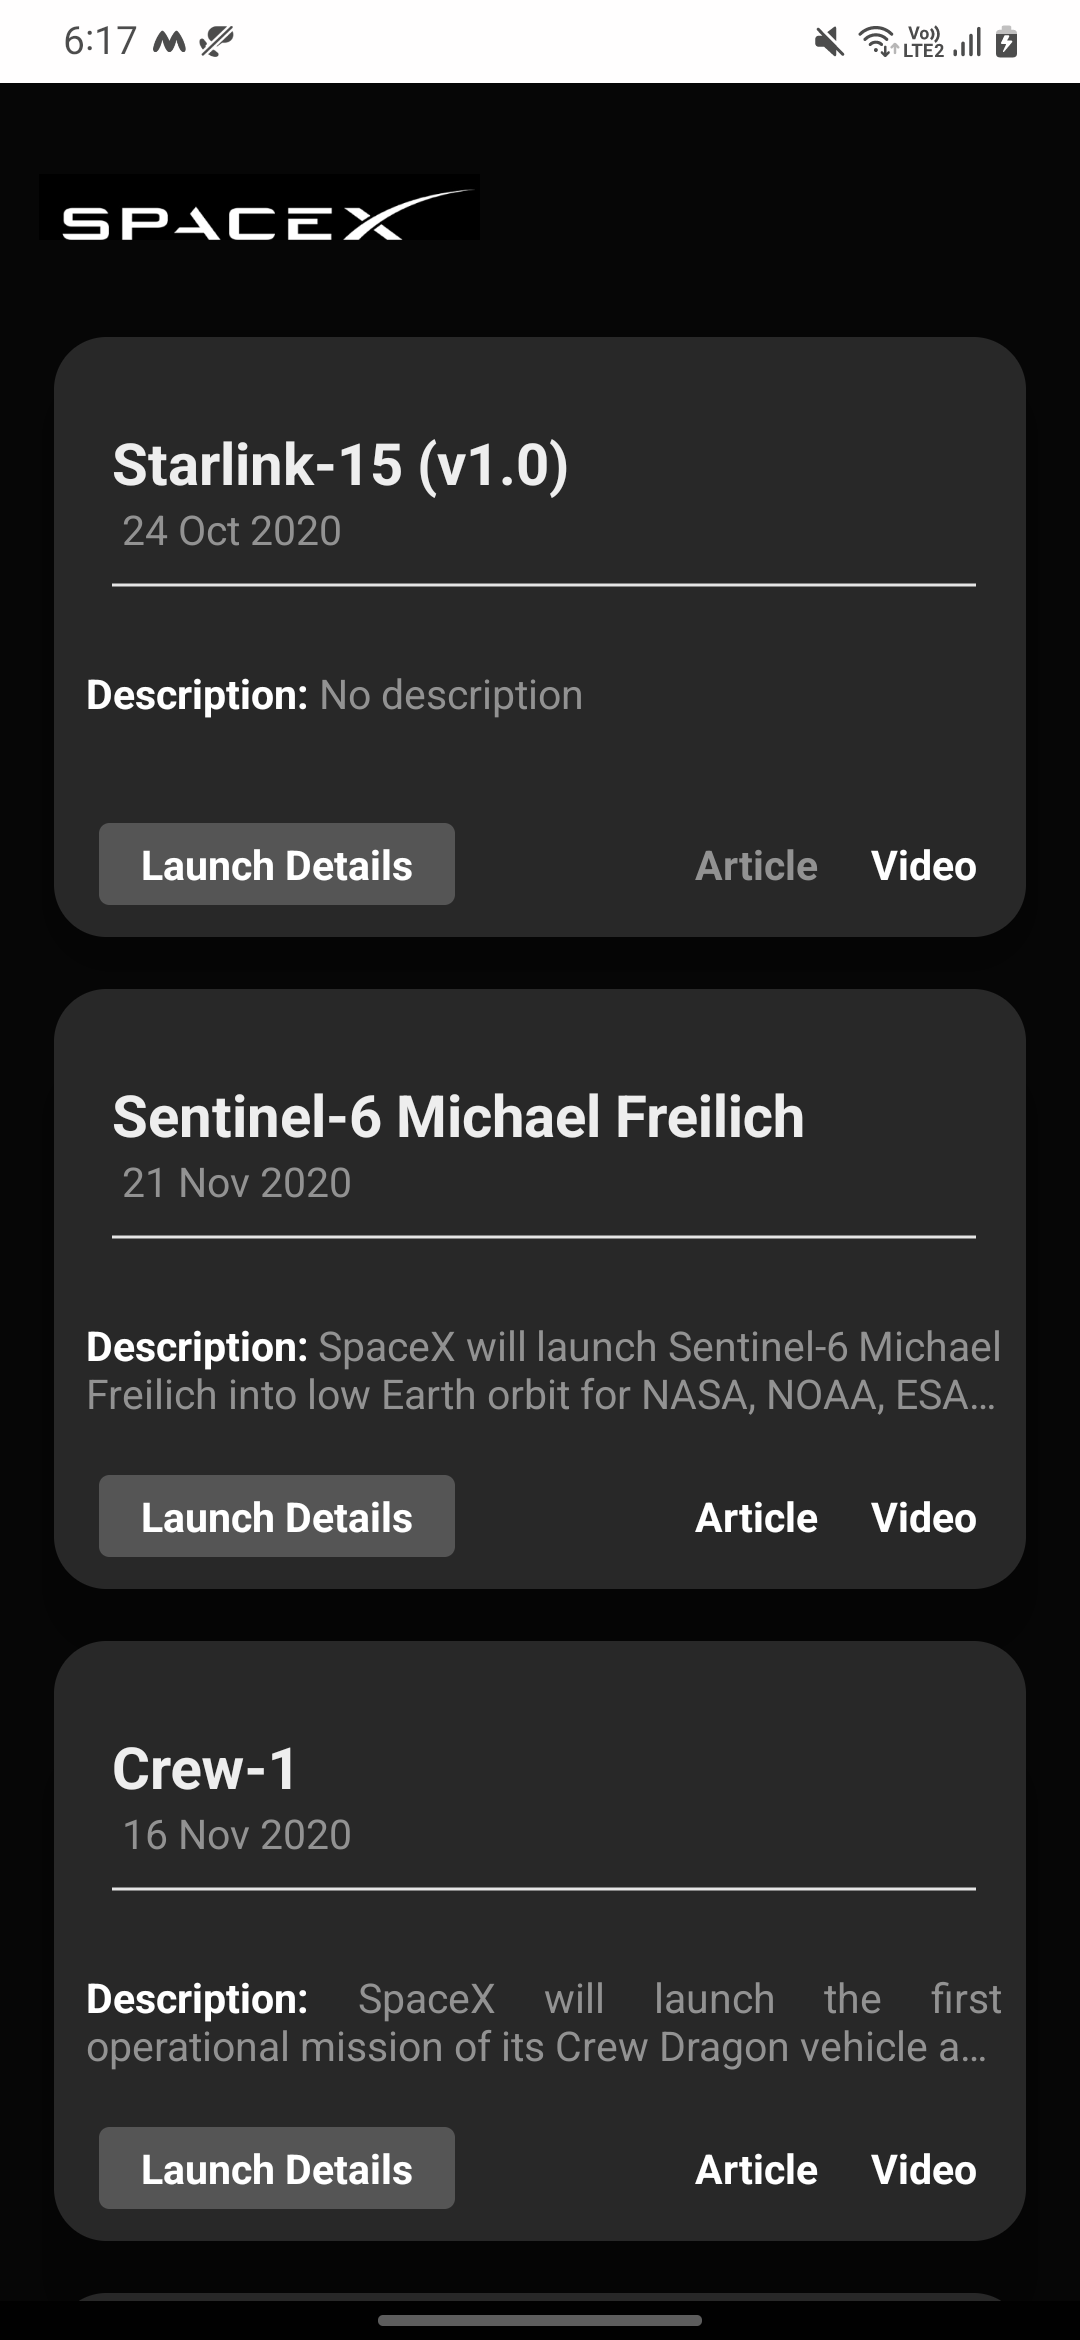 6:17
Vo))
LTE2
SPACEX
Starlink-15 (v1.0)
24 Oct 2020
Description: No description
Launch Details Article Video
Sentinel-6 Michael Freilich
21 Nov 2020
Description: SpaceX will launch Sentinel-6 Michael
Freilich into low Earth orbit for NASA, NOAA, ESA…
Launch Details Article Video
Crew-1
16 Nov 2020
Description: SpaceX will launch the first
operational mission of its Crew Dragon vehicle a…
Launch Details Article Video